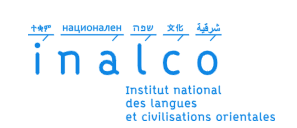 ተቋም национален שפה 文化 شرقية
inalco
Institut national
des langues
et civilisations orientales